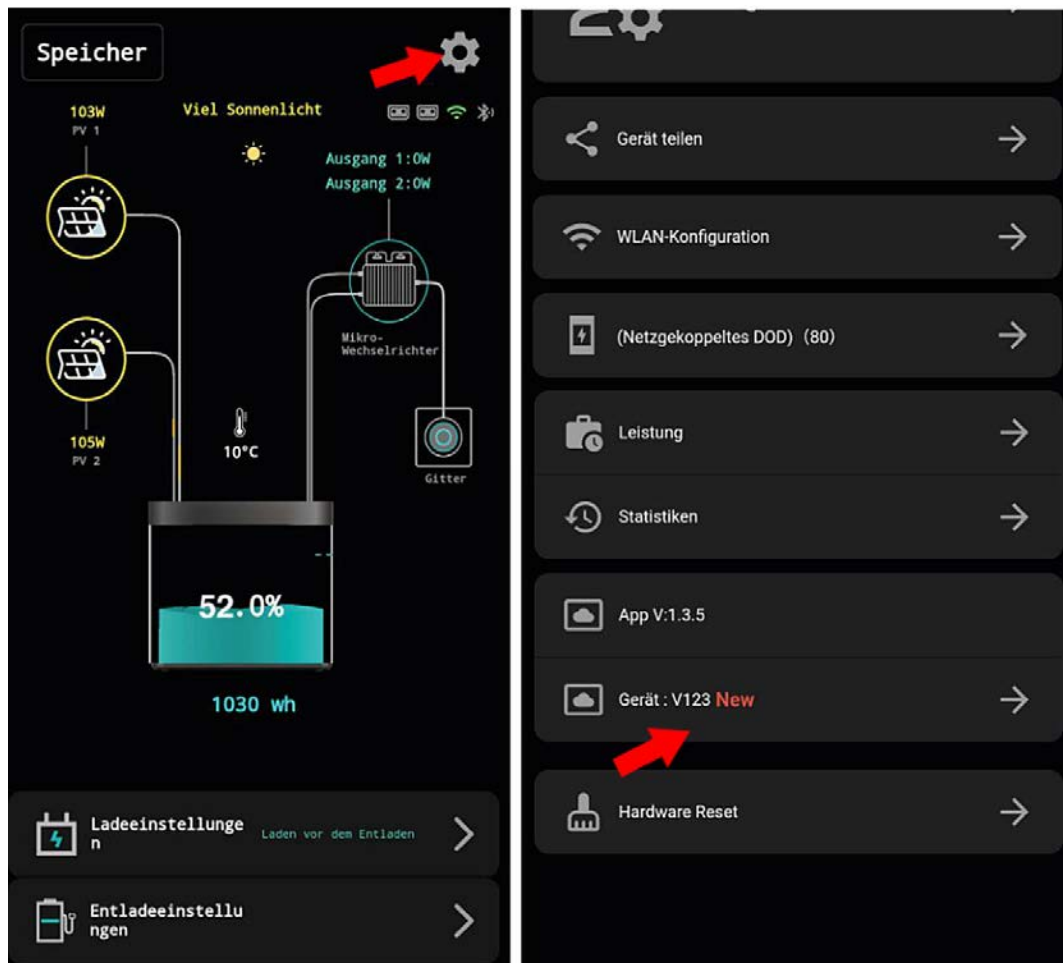 Speicher
103W
PV 1
Viel Sonnenlicht
Ausgang 1:0W
Ausgang 2:0W
Mikro-
Wechselrichter
105W
PV 2
10°C
Gitter
52.0%
1030 wh
Ladeeinstellunge
n
Laden vor dem Entladen
Entladeeinstellu
ngen
Gerät teilen
WLAN-Konfiguration
(Netzgekoppeltes DOD) (80)
Leistung
Statistiken
App V:1.3.5
Gerät : V123 New
Hardware Reset